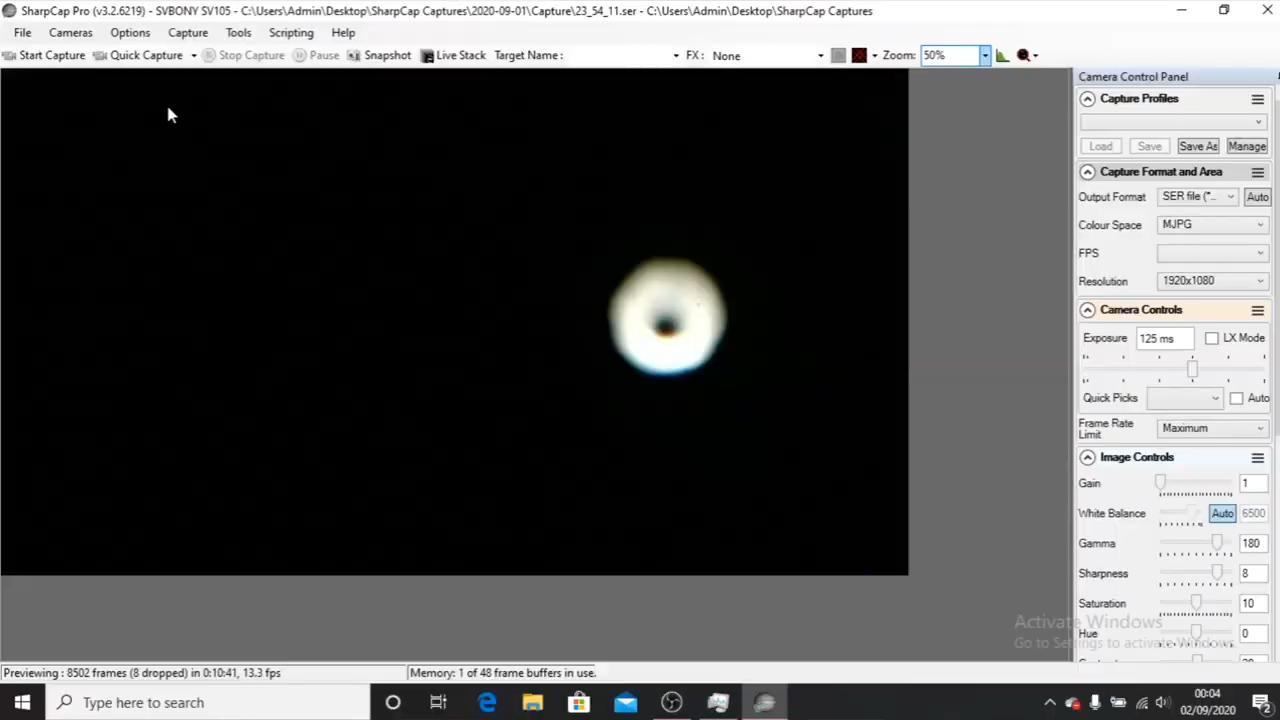 SharpCap Pro (v3.2.6219) - SVBONY SV105 - C:\Users\Admin\Desktop\SharpCap Captures\2020-09-01\Capture\23_54_11.ser - C:\Users\Admin\Desktop\SharpCap Captures
File Cameras Options Capture Tools Scripting Help
Start Capture Quick Capture Stop Capture Pause Snapshot Live Stack Target Name : FX : None Zoom: 50%
Camera Control Panel
Capture Profiles
Load Save Save As Manage
Capture Format and Area
Output Format SER file (*... Auto
Colour Space MJPG
FPS
Resolution 1920x1080
Camera Controls
Exposure 125 ms LX Mode
Quick Picks Auto
Frame Rate Limit Maximum
Image Controls
Gain 1
White Balance Auto 6500
Gamma 180
Sharpness 8
Saturation 10
Hue 0
Activate Windows
Go to Settings to activate Windows.
Previewing : 8502 frames (8 dropped) in 0:10:41, 13.3 fps Memory: 1 of 48 frame buffers in use.
Type here to search
00:04
02/09/2020
2